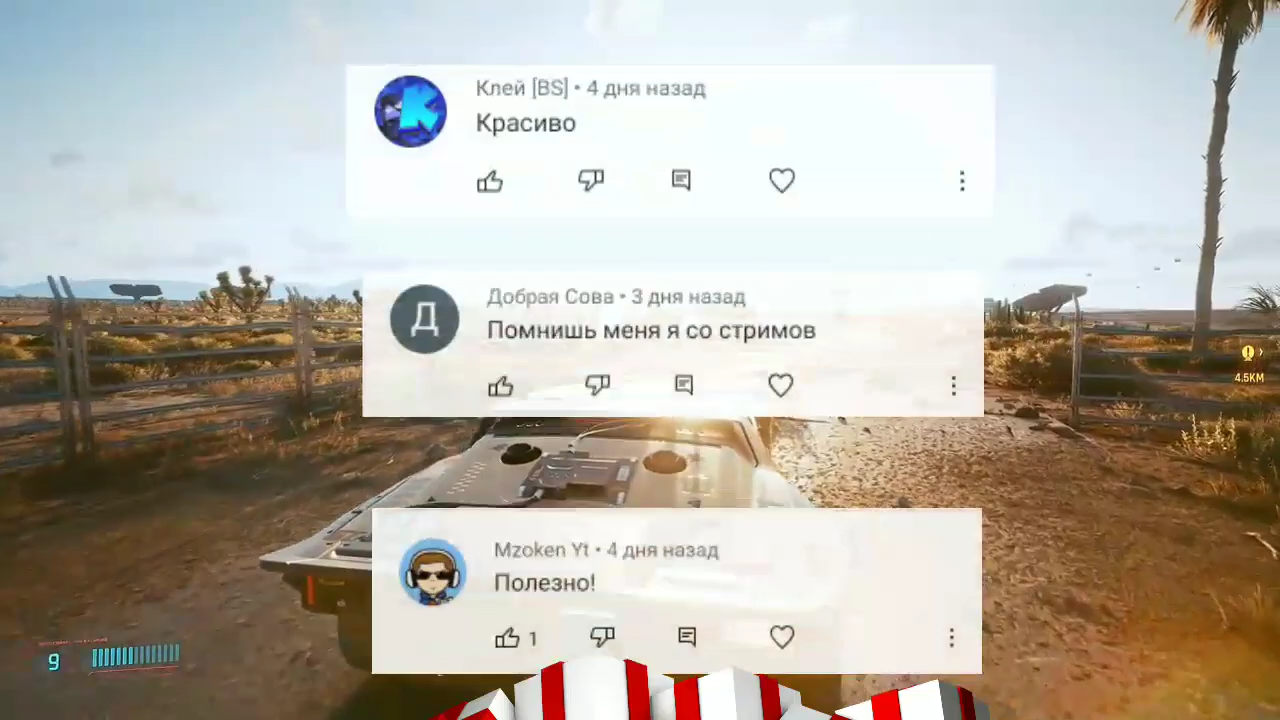 Клей [BS] • 4 дня назад
Красиво
Д
Добрая Сова • 3 дня назад
Помнишь меня я со стримов
4.5KM
Mzoken Yt • 4 дня назад
Полезно!
1
9